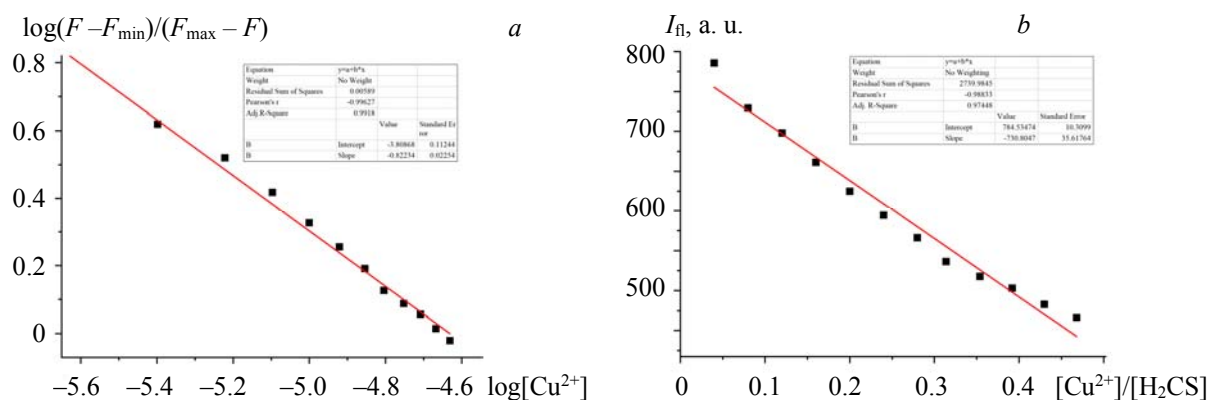 log(F –Fmin)/(Fmax – F)
a
0.8
0.6
0.4
0.2
0
–5.6 –5.4 –5.2 –5.0 –4.8 –4.6 log[Cu²⁺]
Equation y=a+b*x
Weight No Weight
Residual Sum of Squares 0.00589
Pearson's r -0.99627
Adj.R-Square 0.9918
Value Standard Er
ror
B Intercept -3.80868 0.11244
B Slope -0.82234 0.02254
Ifl, a. u.
b
800
700
600
500
0 0.1 0.2 0.3 0.4 [Cu²⁺]/[H₂CS]
Equation y=a+b*x
Weight No Weighting
Residual Sum of Squares 2739.9845
Pearson's r -0.98833
Adj. R-Square 0.97448
Value Standard Error
B Intercept 784.53474 10.3099
B Slope -730.8047 35.61764